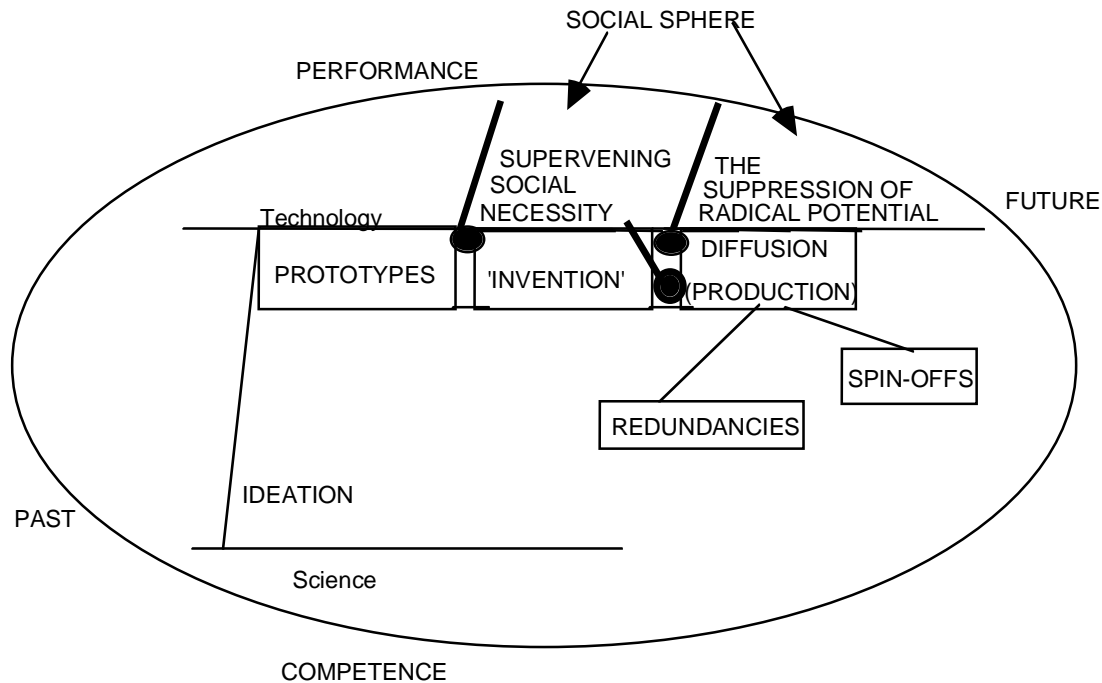 SOCIAL SPHERE
PERFORMANCE
SUPERVENING
SOCIAL
NECESSITY
THE
SUPPRESSION OF
RADICAL POTENTIAL
FUTURE
Technology
PROTOTYPES
'INVENTION'
DIFFUSION
(PRODUCTION)
SPIN-OFFS
REDUNDANCIES
IDEATION
PAST
Science
COMPETENCE